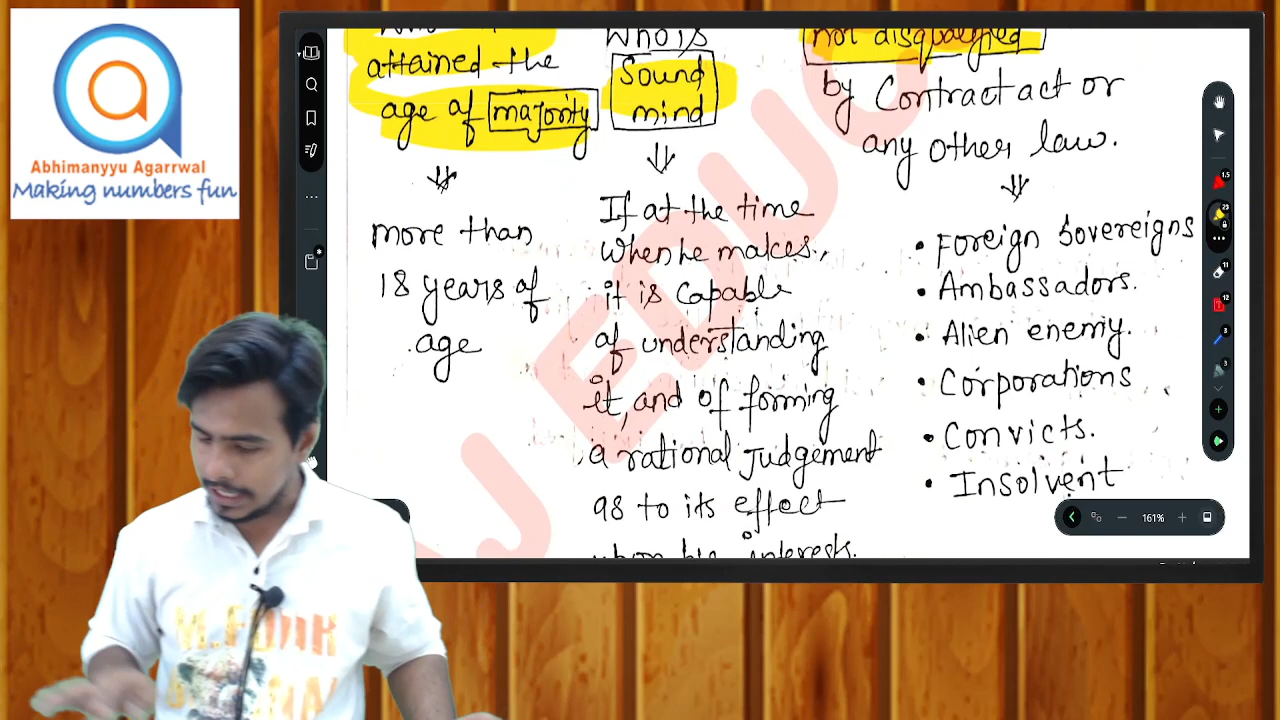 Abhimanyyu Agarrwal
Making numbers fun
attained the
age of majority
more than
18 years of
age
Who is
Sound
mind
If at the time
when he makes,
it is capable
of understanding
it, and of forming
a rational judgement
as to its effect
upon his interests.
not disqualified
by Contract act or
any other law.
• Foreign Sovereigns
• Ambassadors.
• Alien enemy.
• Corporations
• Convicts.
• Insolvent
161%